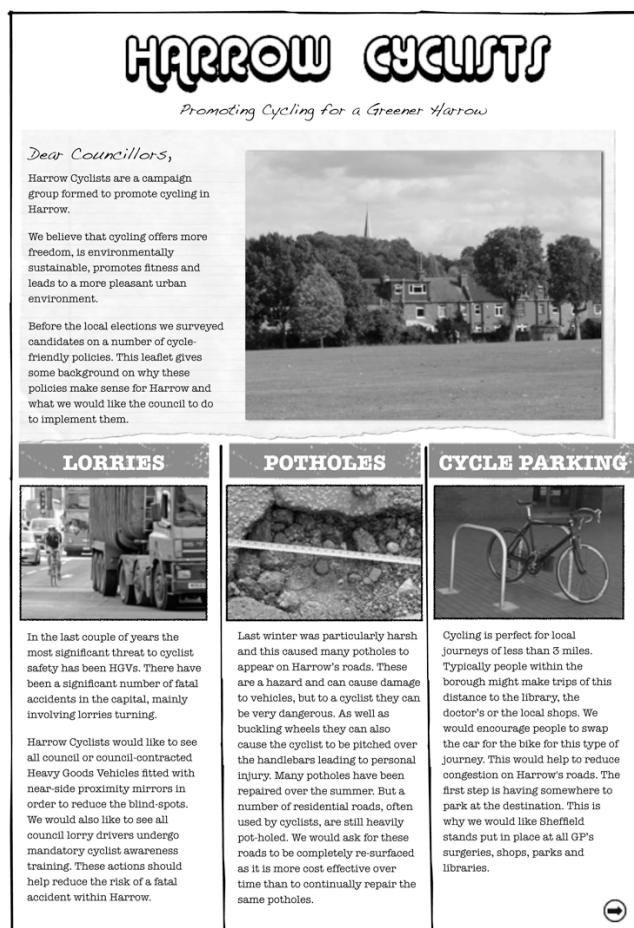 HARROW CYCLISTS
Promoting Cycling for a Greener Harrow
Dear Councillors,
Harrow Cyclists are a campaign
group formed to promote cycling in
Harrow.
We believe that cycling offers more
freedom, is environmentally
sustainable, promotes fitness and
leads to a more pleasant urban
environment.
Before the local elections we surveyed
candidates on a number of cycle-
friendly policies. This leaflet gives
some background on why these
policies make sense for Harrow and
what we would like the council to do
to implement them.
LORRIES
In the last couple of years the
most significant threat to cyclist
safety has been HGVs. There have
been a significant number of fatal
accidents in the capital, mainly
involving lorries turning.
Harrow Cyclists would like to see
all council or council-contracted
Heavy Goods Vehicles fitted with
near-side proximity mirrors in
order to reduce the blind-spots.
We would also like to see all
council lorry drivers undergo
mandatory cyclist awareness
training. These actions should
help reduce the risk of a fatal
accident within Harrow.
POTHOLES
Last winter was particularly harsh
and this caused many potholes to
appear on Harrow's roads. These
are a hazard and can cause damage
to vehicles, but to a cyclist they can
be very dangerous. As well as
buckling wheels they can also
cause the cyclist to be pitched over
the handlebars leading to personal
injury. Many potholes have been
repaired over the summer. But a
number of residential roads, often
used by cyclists, are still heavily
pot-holed. We would ask for these
roads to be completely re-surfaced
as it is more cost effective over
time than to continually repair the
same potholes.
CYCLE PARKING
Cycling is perfect for local
journeys of less than 3 miles.
Typically people within the
borough might make trips of this
distance to the library, the
doctor's or the local shops. We
would encourage people to swap
the car for the bike for this type of
journey. This would help to reduce
congestion on Harrow's roads. The
first step is having somewhere to
park at the destination. This is
why we would like Sheffield
stands put in place at all GP's
surgeries, shops, parks and
libraries.